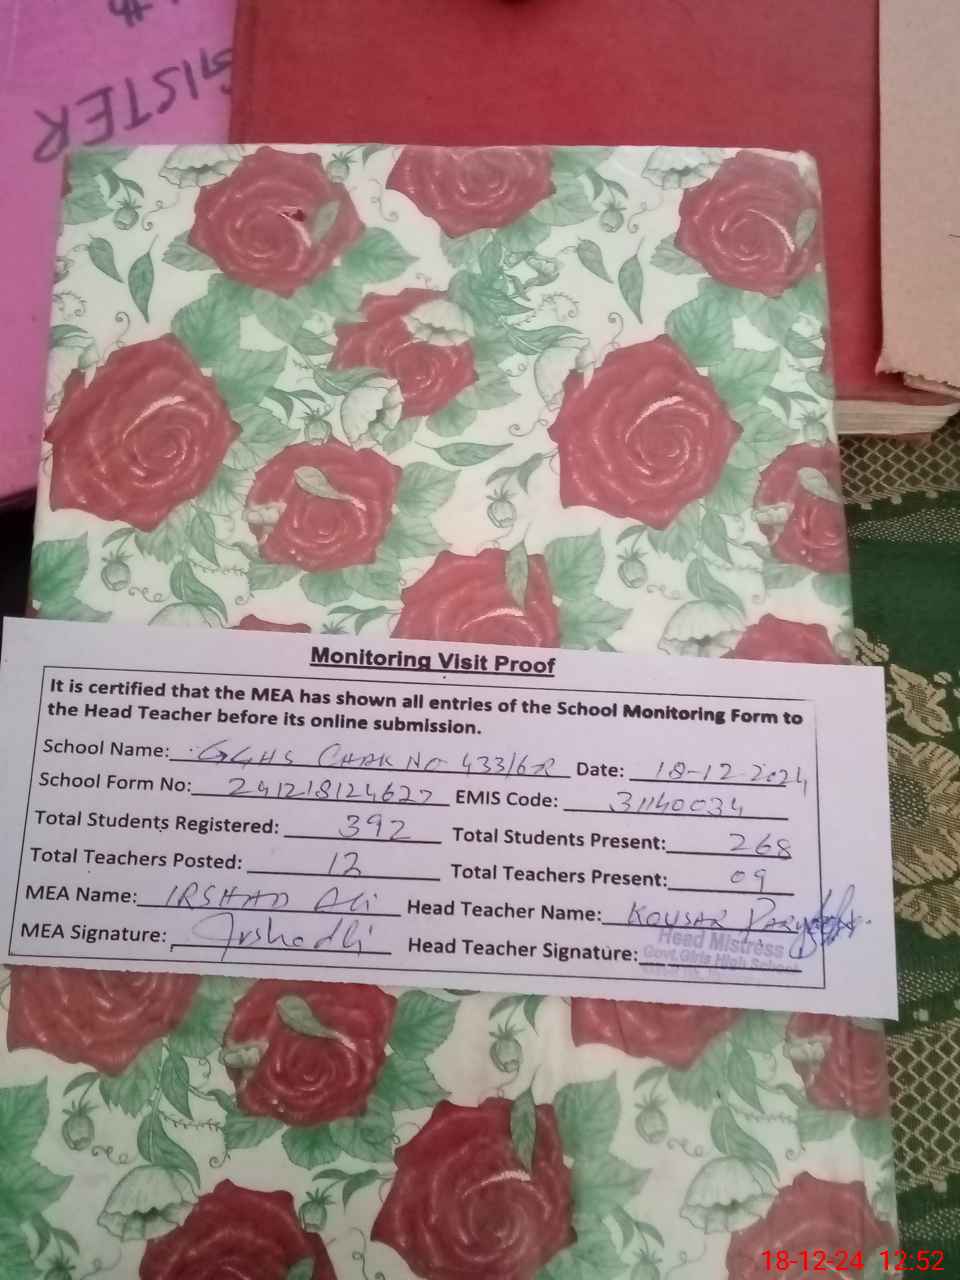 REGISTER
Monitoring Visit Proof
It is certified that the MEA has shown all entries of the School Monitoring Form to
the Head Teacher before its online submission.
School Name: GGHS CHAK NO 433/6R Date: 18-12-2024
School Form No: 241218124627 EMIS Code: 31140034
Total Students Registered: 392 Total Students Present: 268
Total Teachers Posted: 12 Total Teachers Present: 09
MEA Name: IRSHAD Ali Head Teacher Name: KOUSAR
MEA Signature: Irshad Ali Head Teacher Signature:
Head Mistress
Govt. Girls High School
18-12-24 12:52